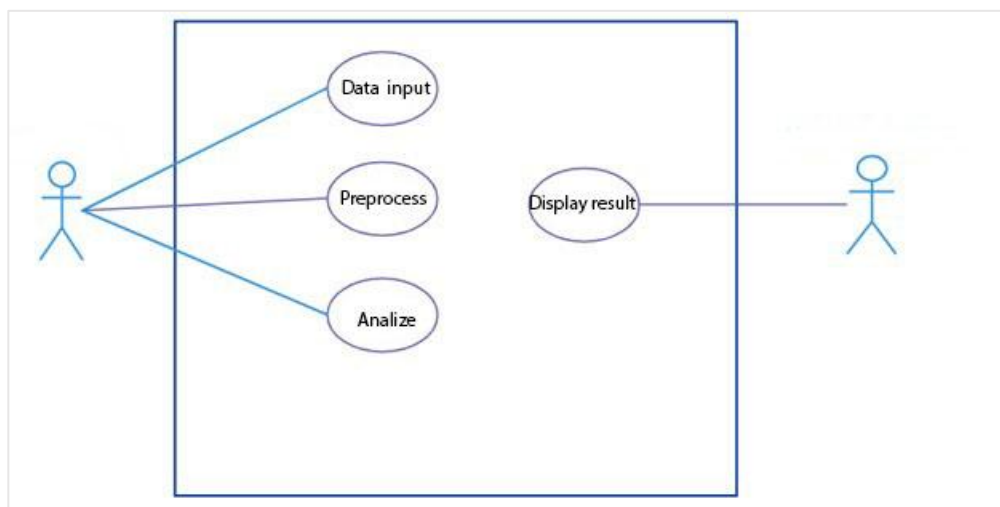 Data input
Preprocess
Display result
Analize